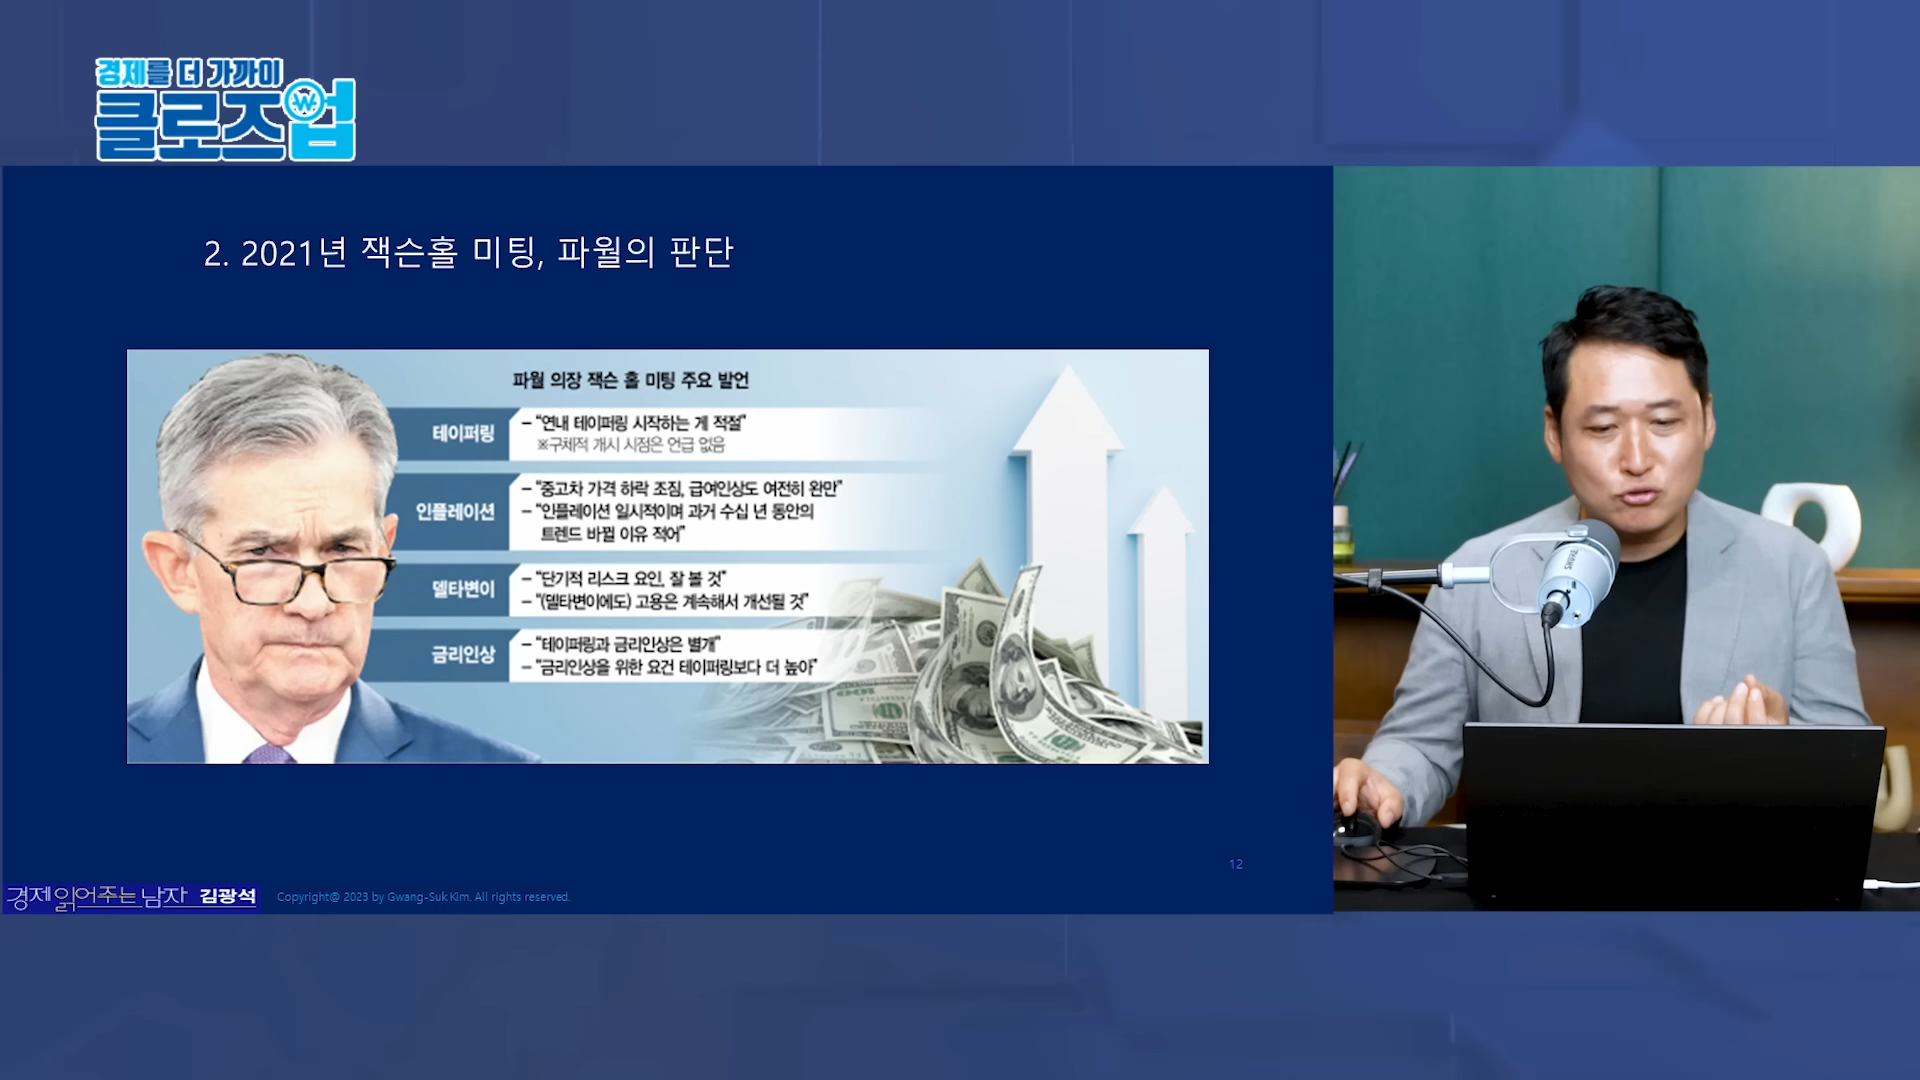 경제를 더 가까이
클로즈업
2. 2021년 잭슨홀 미팅, 파월의 판단
파월 의장 잭슨 홀 미팅 주요 발언
테이퍼링
– “연내 테이퍼링 시작하는 게 적절”
※구체적 개시 시점은 언급 없음
인플레이션
– “중고차 가격 하락 조짐, 급여인상도 여전히 완만”
– “인플레이션 일시적이며 과거 수십 년 동안의
트렌드 바뀔 이유 적어”
델타변이
– “단기적 리스크 요인, 잘 볼 것”
– “(델타변이에도) 고용은 계속해서 개선될 것”
금리인상
– “테이퍼링과 금리인상은 별개”
– “금리인상을 위한 요건 테이퍼링보다 더 높아”
SHURE
12
경제읽어주는남자 김광석
Copyright@ 2023 by Gwang-Suk Kim. All rights reserved.